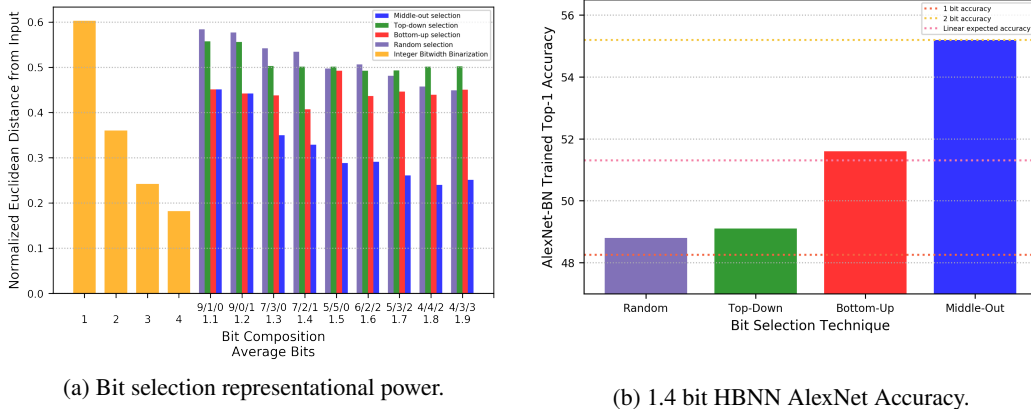 Normalized Euclidean Distance from Input
0.6
0.5
0.4
0.3
0.2
0.1
0.0
Middle-out selection
Top-down selection
Bottom-up selection
Random selection
Integer Bitwidth Binarization
9/1/0 9/0/1 7/3/0 7/2/1 5/5/0 6/2/2 5/3/2 4/4/2 4/3/3
1 2 3 4 1.1 1.2 1.3 1.4 1.5 1.6 1.7 1.8 1.9
Bit Composition
Average Bits
(a) Bit selection representational power.
AlexNet-BN Trained Top-1 Accuracy
56
54
52
50
48
1 bit accuracy
2 bit accuracy
Linear expected accuracy
Random Top-Down Bottom-Up Middle-Out
Bit Selection Technique
(b) 1.4 bit HBNN AlexNet Accuracy.